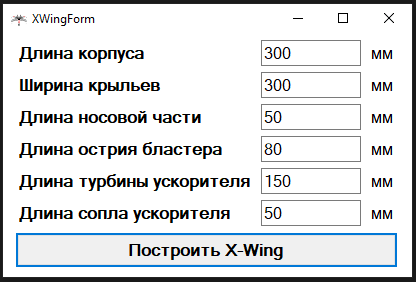 XWingForm
Длина корпуса 300 мм
Ширина крыльев 300 мм
Длина носовой части 50 мм
Длина острия бластера 80 мм
Длина турбины ускорителя 150 мм
Длина сопла ускорителя 50 мм
Построить X-Wing